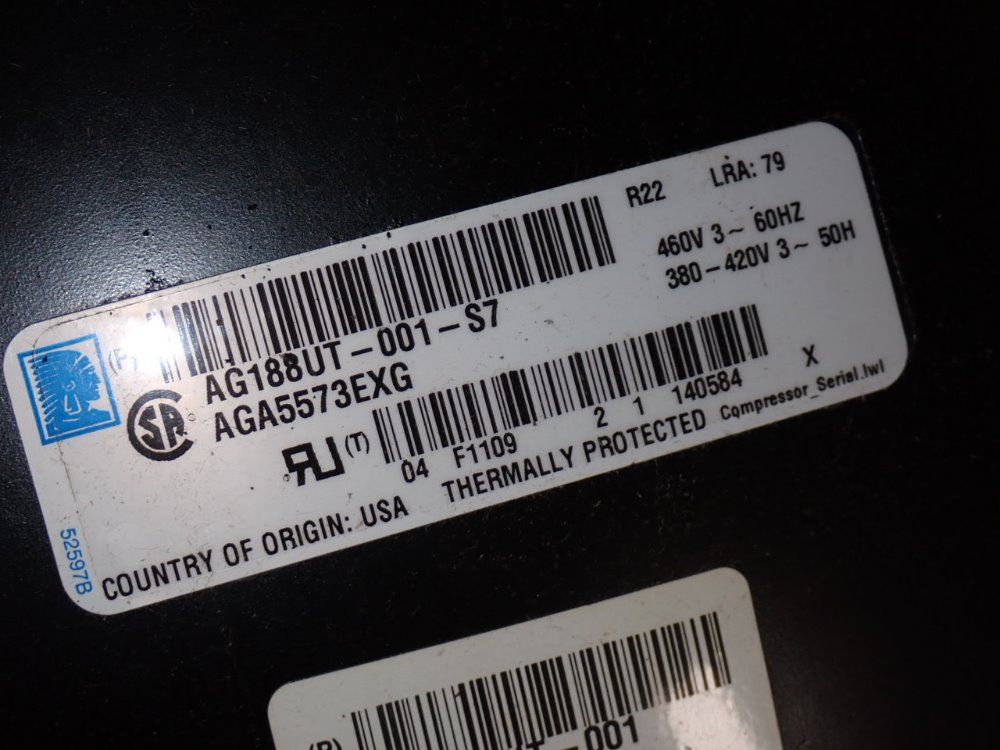 R22 LRA: 79
460V 3~ 60HZ
380-420V 3~ 50H
(P)
AG188UT-001-S7
AGA5573EXG
X
(T)
04 F1109 2 1 140584
THERMALLY PROTECTED Compressor_Serial.lwl
COUNTRY OF ORIGIN: USA
52597B
(P)
-001